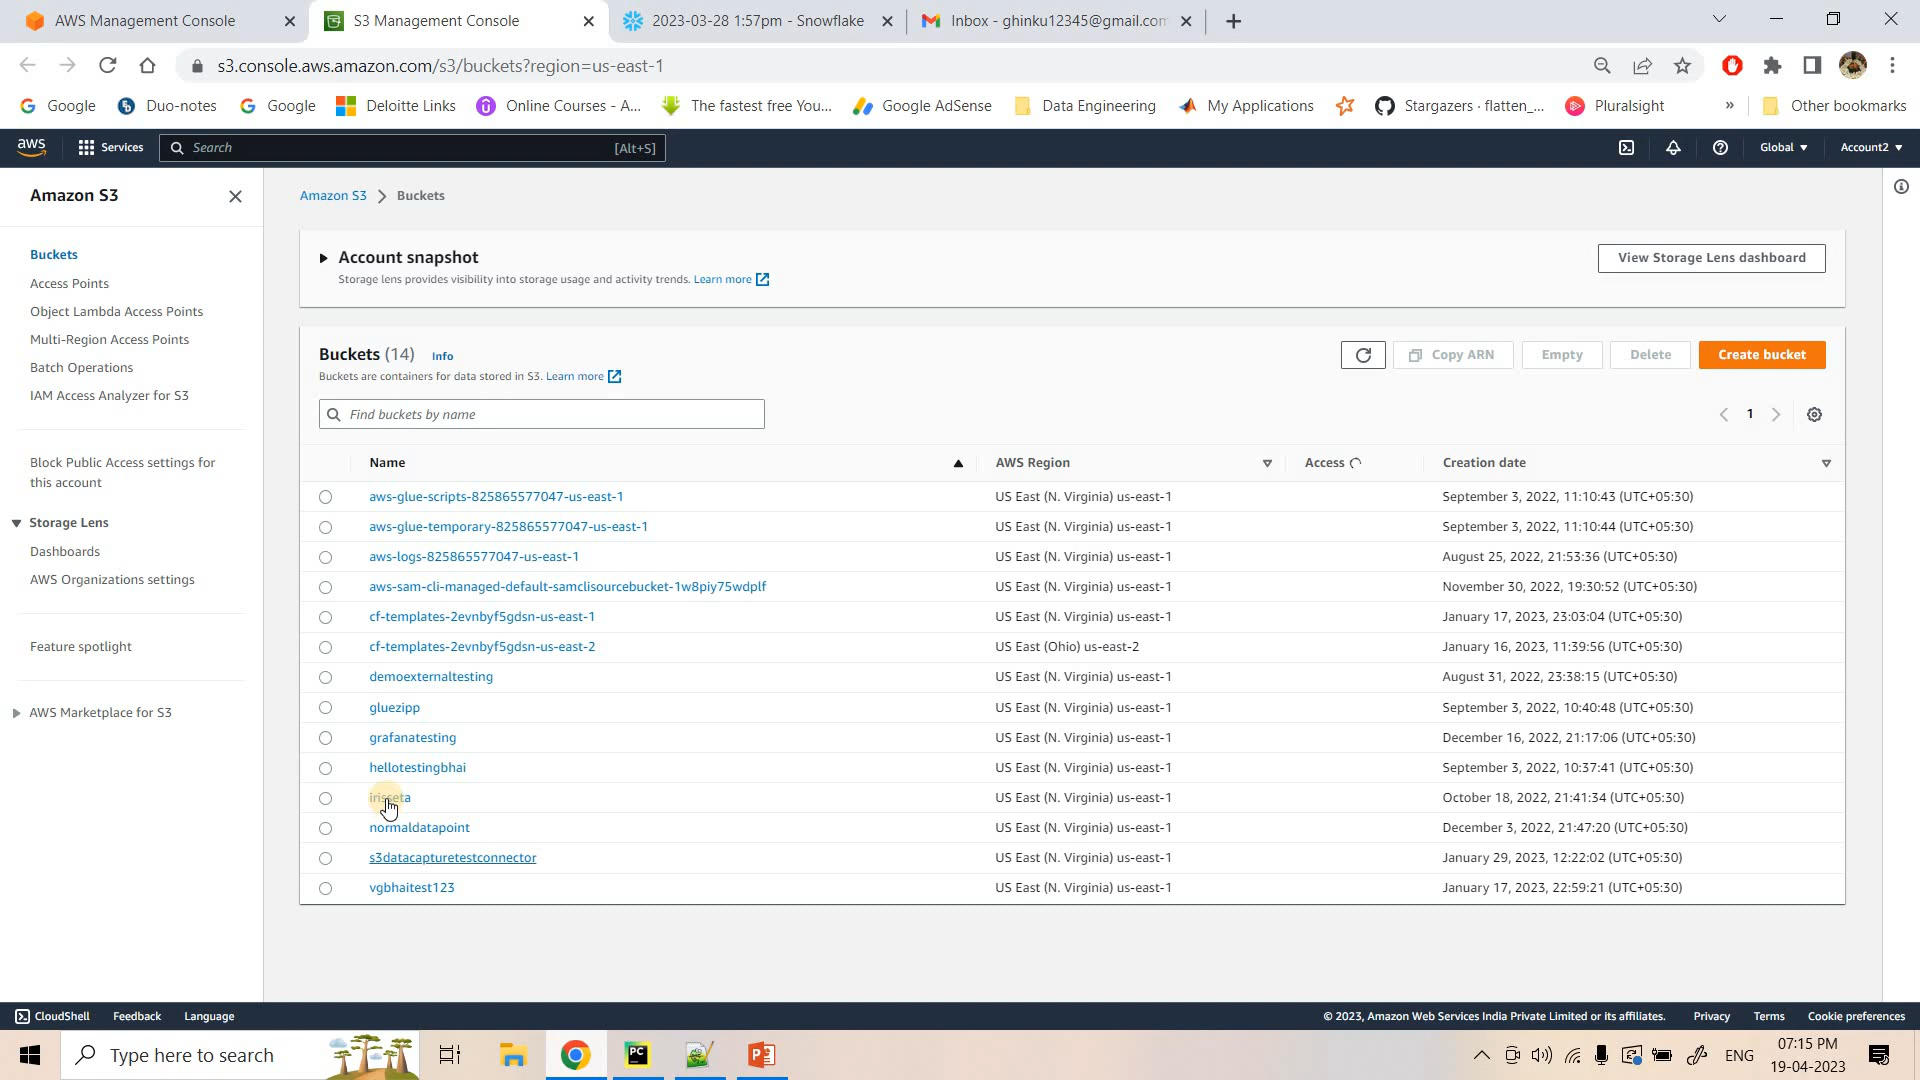 AWS Management Console
S3 Management Console
2023-03-28 1:57pm - Snowflake
Inbox - ghinku12345@gmail.com
s3.console.aws.amazon.com/s3/buckets?region=us-east-1
Google
Duo-notes
Google
Deloitte Links
Online Courses - A...
The fastest free You...
Google AdSense
Data Engineering
My Applications
Stargazers · flatten_...
Pluralsight
»
Other bookmarks
aws
Services
Search
[Alt+S]
Global
Account2
Amazon S3
Buckets
Access Points
Object Lambda Access Points
Multi-Region Access Points
Batch Operations
IAM Access Analyzer for S3
Block Public Access settings for
this account
Storage Lens
Dashboards
AWS Organizations settings
Feature spotlight
AWS Marketplace for S3
Amazon S3 > Buckets
Account snapshot
Storage lens provides visibility into storage usage and activity trends. Learn more
View Storage Lens dashboard
Buckets (14) Info
Buckets are containers for data stored in S3. Learn more
Copy ARN
Empty
Delete
Create bucket
Find buckets by name
1
Name AWS Region Access Creation date
aws-glue-scripts-825865577047-us-east-1 US East (N. Virginia) us-east-1 September 3, 2022, 11:10:43 (UTC+05:30)
aws-glue-temporary-825865577047-us-east-1 US East (N. Virginia) us-east-1 September 3, 2022, 11:10:44 (UTC+05:30)
aws-logs-825865577047-us-east-1 US East (N. Virginia) us-east-1 August 25, 2022, 21:53:36 (UTC+05:30)
aws-sam-cli-managed-default-samclisourcebucket-1w8piy75wdplf US East (N. Virginia) us-east-1 November 30, 2022, 19:30:52 (UTC+05:30)
cf-templates-2evnbyf5gdsn-us-east-1 US East (N. Virginia) us-east-1 January 17, 2023, 23:03:04 (UTC+05:30)
cf-templates-2evnbyf5gdsn-us-east-2 US East (Ohio) us-east-2 January 16, 2023, 11:39:56 (UTC+05:30)
demoexternaltesting US East (N. Virginia) us-east-1 August 31, 2022, 23:38:15 (UTC+05:30)
gluezipp US East (N. Virginia) us-east-1 September 3, 2022, 10:40:48 (UTC+05:30)
grafanatesting US East (N. Virginia) us-east-1 December 16, 2022, 21:17:06 (UTC+05:30)
hellotestingbhai US East (N. Virginia) us-east-1 September 3, 2022, 10:37:41 (UTC+05:30)
irisseta US East (N. Virginia) us-east-1 October 18, 2022, 21:41:34 (UTC+05:30)
normaldatapoint US East (N. Virginia) us-east-1 December 3, 2022, 21:47:20 (UTC+05:30)
s3datacapturetestconnector US East (N. Virginia) us-east-1 January 29, 2023, 12:22:02 (UTC+05:30)
vgbhaitest123 US East (N. Virginia) us-east-1 January 17, 2023, 22:59:21 (UTC+05:30)
CloudShell
Feedback
Language
© 2023, Amazon Web Services India Private Limited or its affiliates.
Privacy
Terms
Cookie preferences
Type here to search
PC
ENG
07:15 PM
19-04-2023